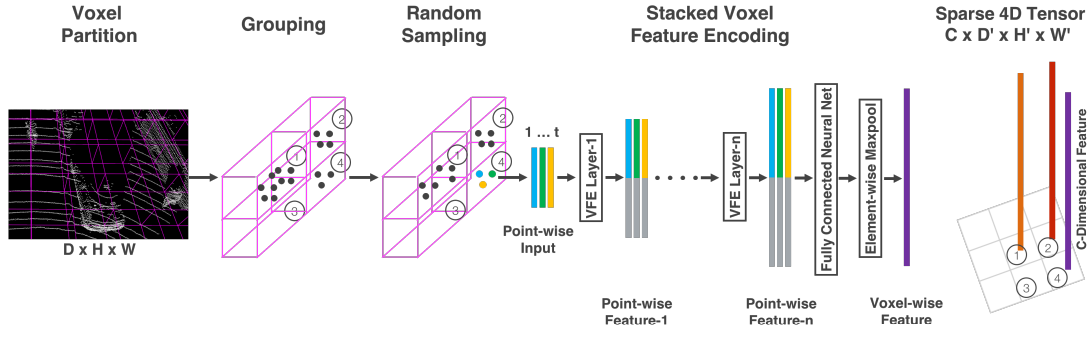 Voxel
Partition
Grouping
Random
Sampling
Stacked Voxel
Feature Encoding
Sparse 4D Tensor
C x D' x H' x W'
D x H x W
1
2
3
4
1
2
3
4
1 ... t
Point-wise
Input
VFE Layer-1
Point-wise
Feature-1
VFE Layer-n
Point-wise
Feature-n
Fully Connected Neural Net
Element-wise Maxpool
Voxel-wise
Feature
C-Dimensional Feature
1
2
3
4